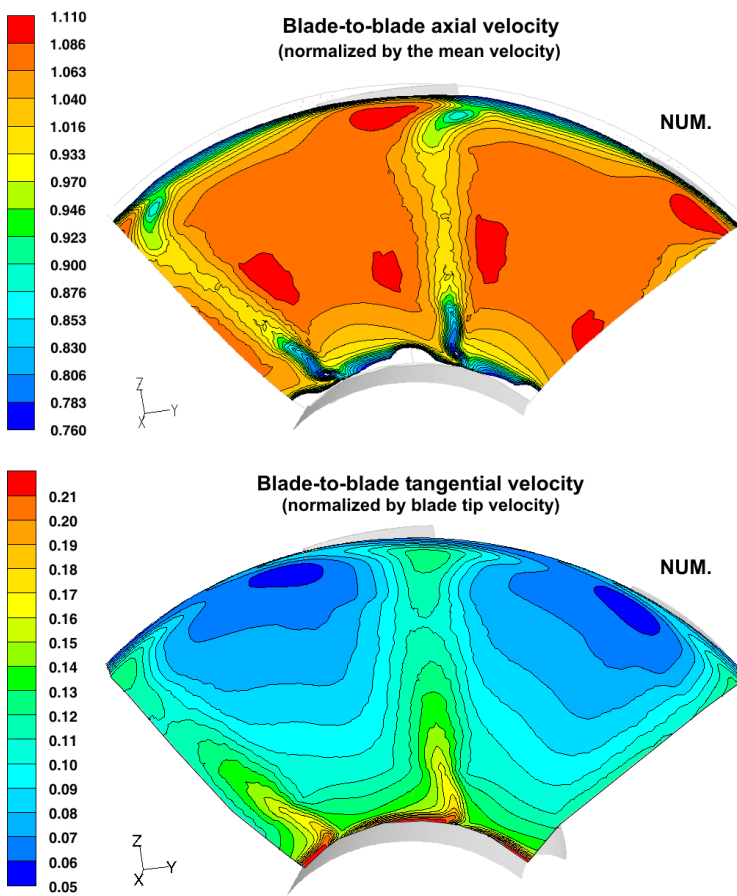 Blade-to-blade axial velocity
(normalized by the mean velocity)
NUM.
1.110
1.086
1.063
1.040
1.016
0.933
0.970
0.946
0.923
0.900
0.876
0.853
0.830
0.806
0.783
0.760
Z
Y
X
Blade-to-blade tangential velocity
(normalized by blade tip velocity)
NUM.
0.21
0.20
0.19
0.18
0.17
0.16
0.15
0.14
0.13
0.12
0.11
0.10
0.09
0.08
0.07
0.06
0.05
Z
Y
X